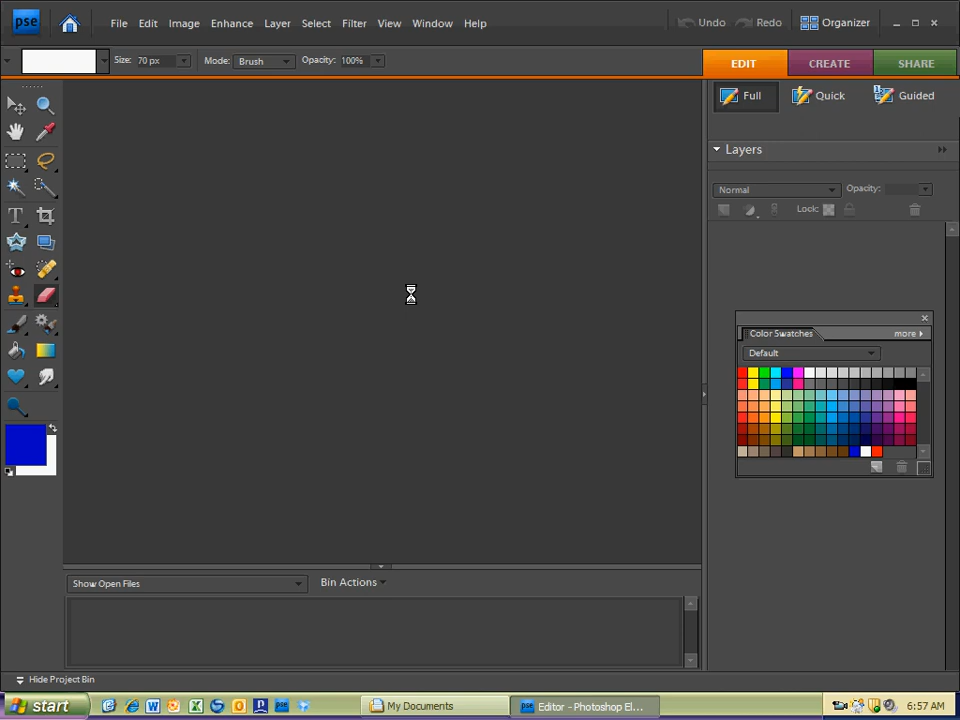 pse File Edit Image Enhance Layer Select Filter View Window Help Undo Redo Organizer
Size: 70 px Mode: Brush Opacity: 100% EDIT CREATE SHARE
Full Quick Guided
Layers
Normal Opacity:
Lock:
T
Color Swatches more
Default
Show Open Files Bin Actions
Hide Project Bin
start My Documents Editor - Photoshop El... 6:57 AM